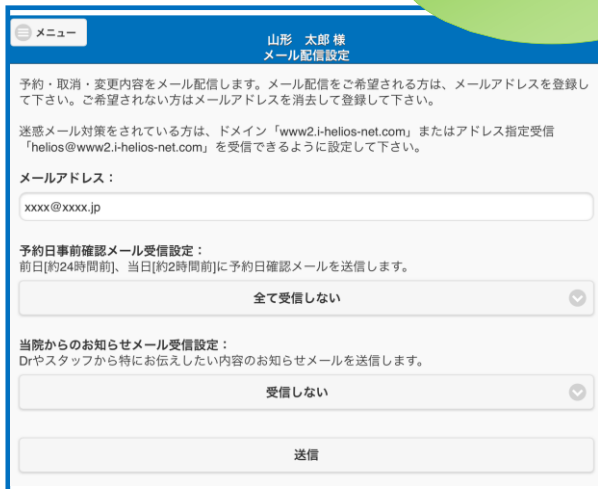 メニュー
山形　太郎 様
メール配信設定
予約・取消・変更内容をメール配信します。メール配信をご希望される方は、メールアドレスを登録し
て下さい。ご希望されない方はメールアドレスを消去して登録して下さい。
迷惑メール対策をされている方は、ドメイン「www2.i-helios-net.com」またはアドレス指定受信
「helios@www2.i-helios-net.com」を受信できるように設定して下さい。
メールアドレス：
xxxx@xxxx.jp
予約日事前確認メール受信設定：
前日[約24時間前]、当日[約2時間前]に予約日確認メールを送信します。
全て受信しない
当院からのお知らせメール受信設定：
Drやスタッフから特にお伝えしたい内容のお知らせメールを送信します。
受信しない
送信